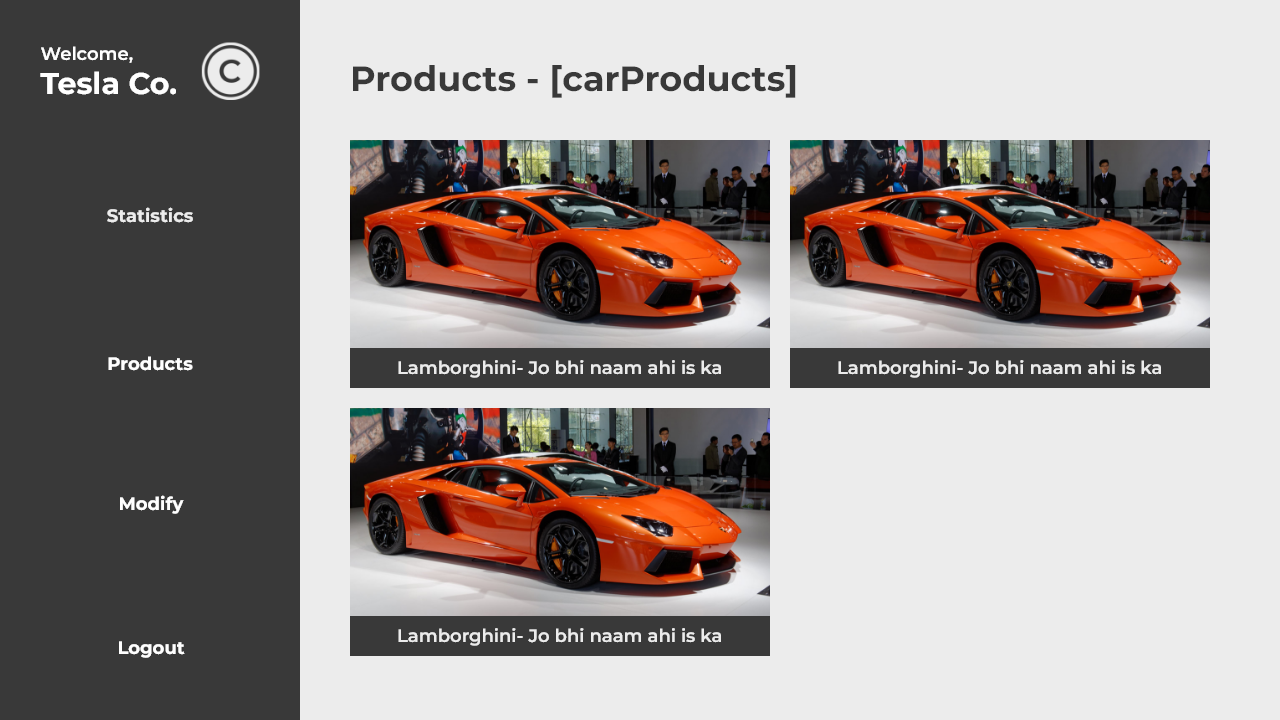 Welcome,
Tesla Co.
C
Statistics
Products
Modify
Logout
Products - [carProducts]
Lamborghini- Jo bhi naam ahi is ka
Lamborghini- Jo bhi naam ahi is ka
Lamborghini- Jo bhi naam ahi is ka